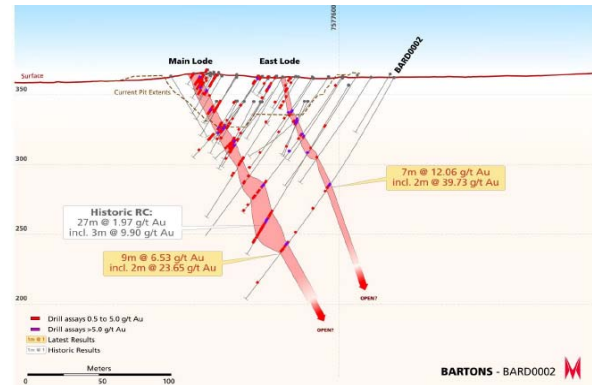 7577600
Main Lode
East Lode
BARD0002
Surface
Current Pit Extents
350
300
250
200
7m @ 12.06 g/t Au
incl. 2m @ 39.73 g/t Au
Historic RC:
27m @ 1.97 g/t Au
incl. 3m @ 9.90 g/t Au
9m @ 6.53 g/t Au
incl. 2m @ 23.65 g/t Au
OPEN?
OPEN?
Drill assays 0.5 to 5.0 g/t Au
Drill assays >5.0 g/t Au
Latest Results
Historic Results
Meters
0 50 100
BARTONS - BARD0002